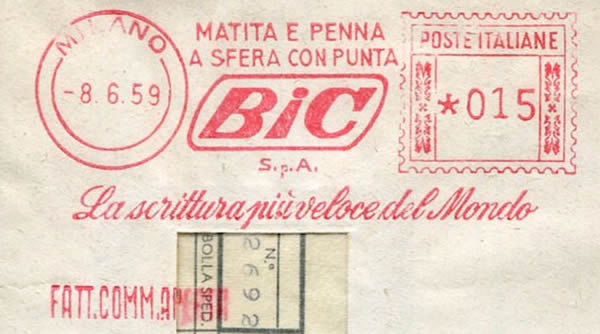 MILANO
-8.6.59
MATITA E PENNA
A SFERA CON PUNTA
BiC
S.p.A.
La scrittura più veloce del Mondo
POSTE ITALIANE
*015
FATT.COMM.AP
BOLLA SPED.
N.º
2692